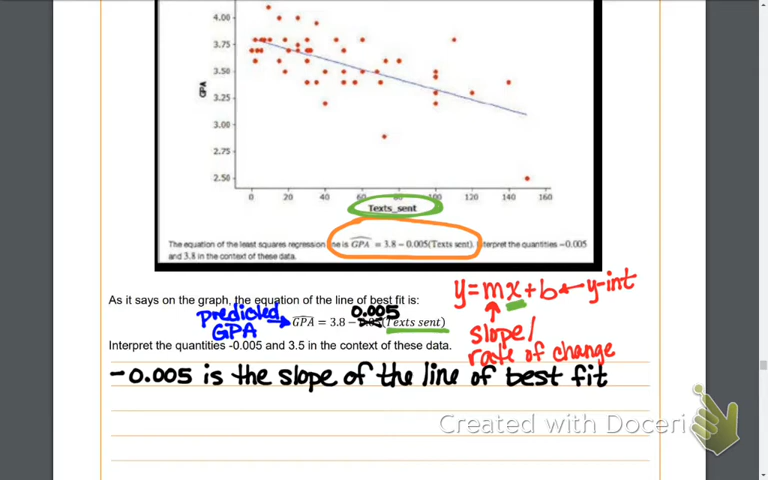 4.00
3.75
3.50
3.25
3.00
2.75
2.50
GPA
0 20 40 60 80 100 120 140 160
Texts_sent
The equation of the least squares regression line is GPA = 3.8 − 0.005(Texts sent). Interpret the quantities −0.005
and 3.8 in the context of these data.
y=mx+b ← y-int
As it says on the graph, the equation of the line of best fit is:
predicted GPA
0.005
GPA = 3.8 − (Texts sent)
slope/
rate of change
Interpret the quantities -0.005 and 3.5 in the context of these data.
-0.005 is the slope of the line of best fit
Created with Doceri